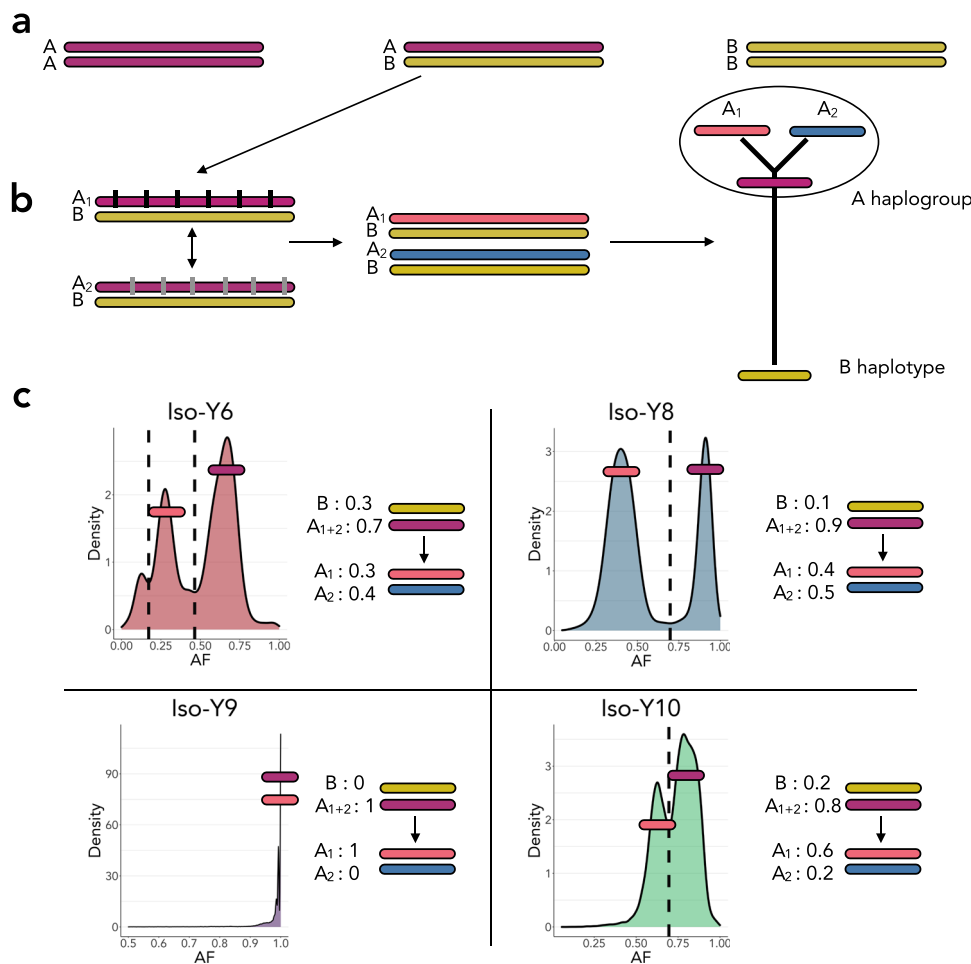 a
A
A
A
B
B
B
A1 A2
A haplogroup
B haplotype
b
A1
B
A2
B
A1
B
A2
B
c
Iso-Y6
Density
2
1
0
0.00 0.25 0.50 0.75 1.00
AF
B : 0.3
A1+2 : 0.7
A1 : 0.3
A2 : 0.4
Iso-Y8
Density
3
2
1
0
0.00 0.25 0.50 0.75 1.00
AF
B : 0.1
A1+2 : 0.9
A1 : 0.4
A2 : 0.5
Iso-Y9
Density
90
60
30
0
0.5 0.6 0.7 0.8 0.9 1.0
AF
B : 0
A1+2 : 1
A1 : 1
A2 : 0
Iso-Y10
Density
3
2
1
0
0.25 0.50 0.75 1.00
AF
B : 0.2
A1+2 : 0.8
A1 : 0.6
A2 : 0.2